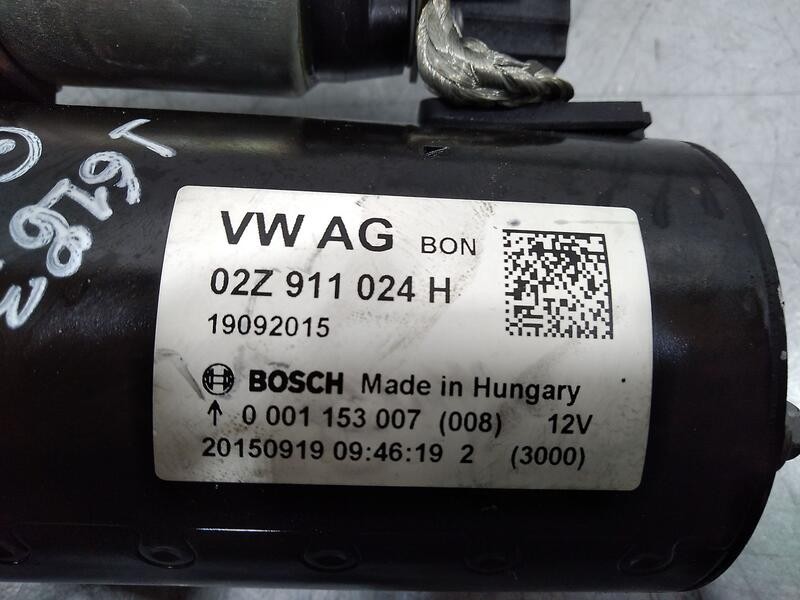 VW AG BON
02Z 911 024 H
19092015
BOSCH Made in Hungary
↑ 0 001 153 007 (008) 12V
20150919 09:46:19 2 (3000)